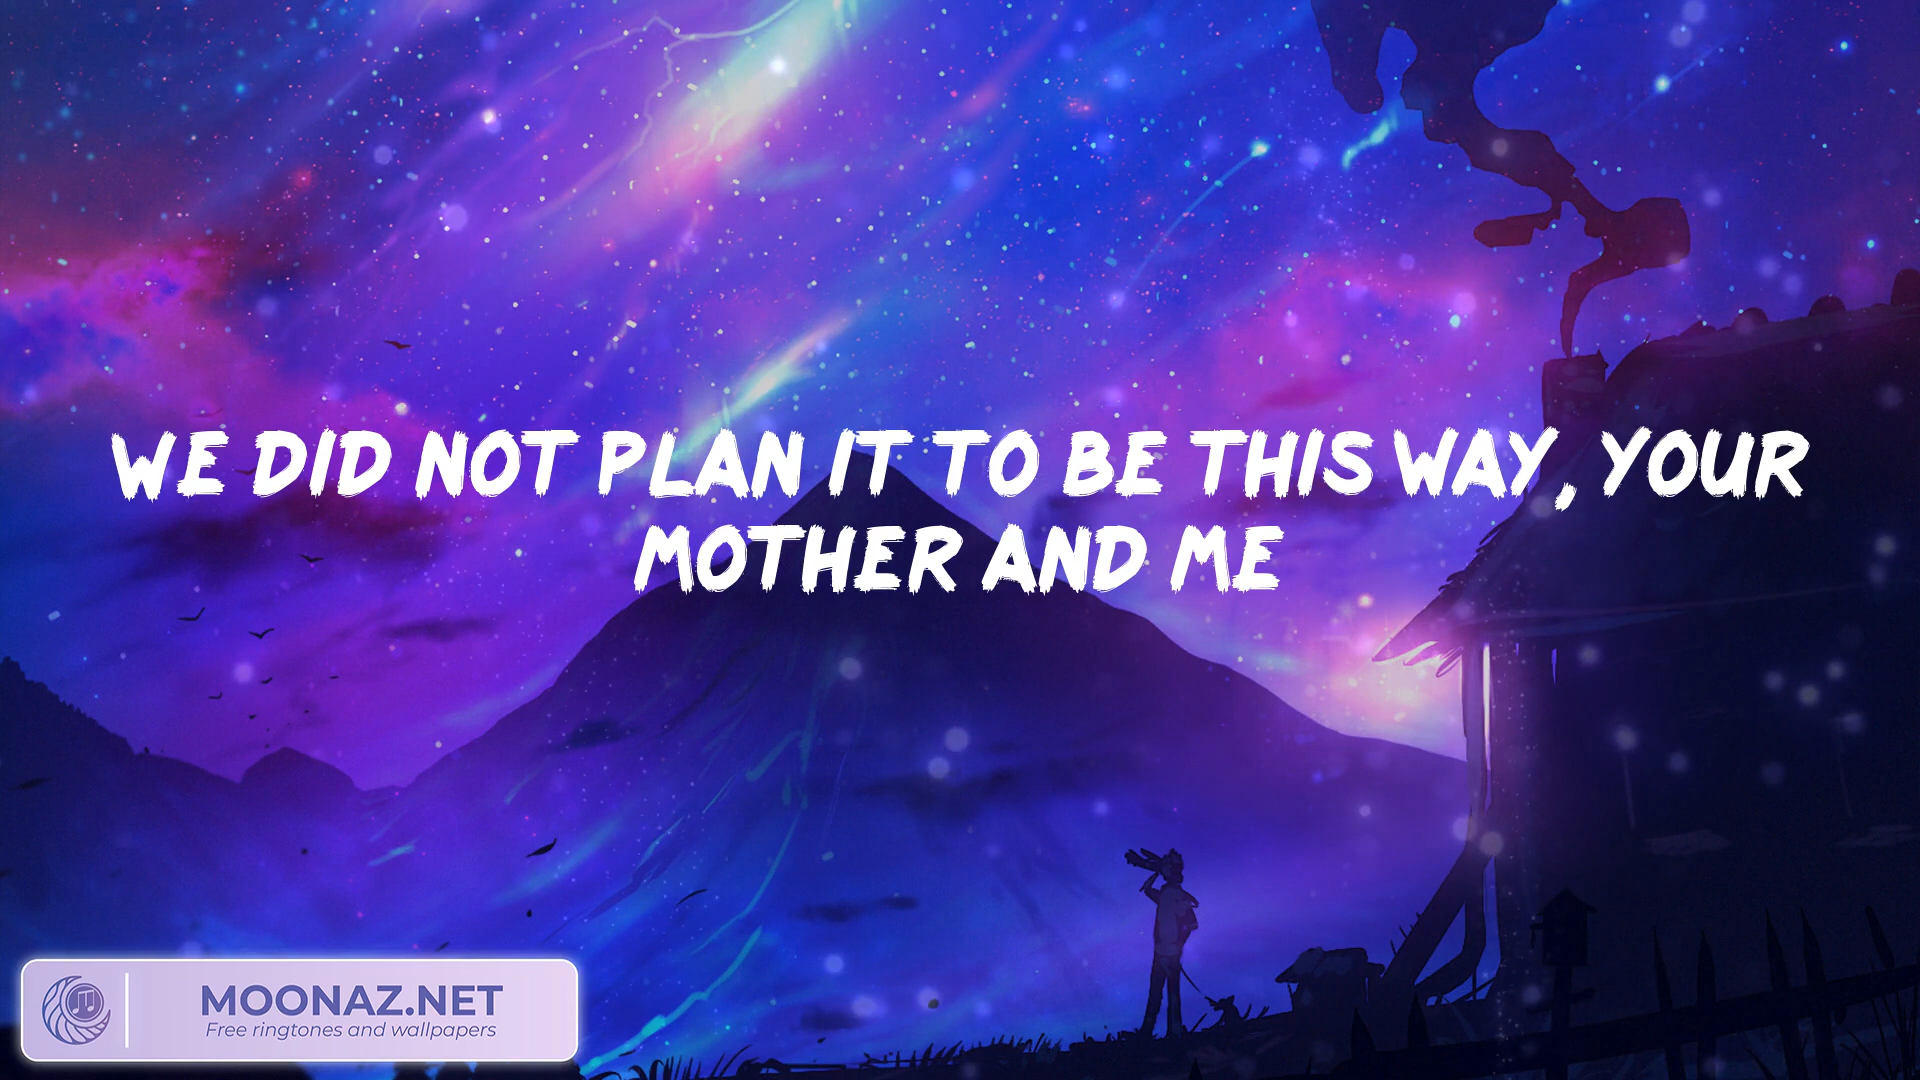 WE DID NOT PLAN IT TO BE THIS WAY, YOUR
MOTHER AND ME
MOONAZ.NET
Free ringtones and wallpapers